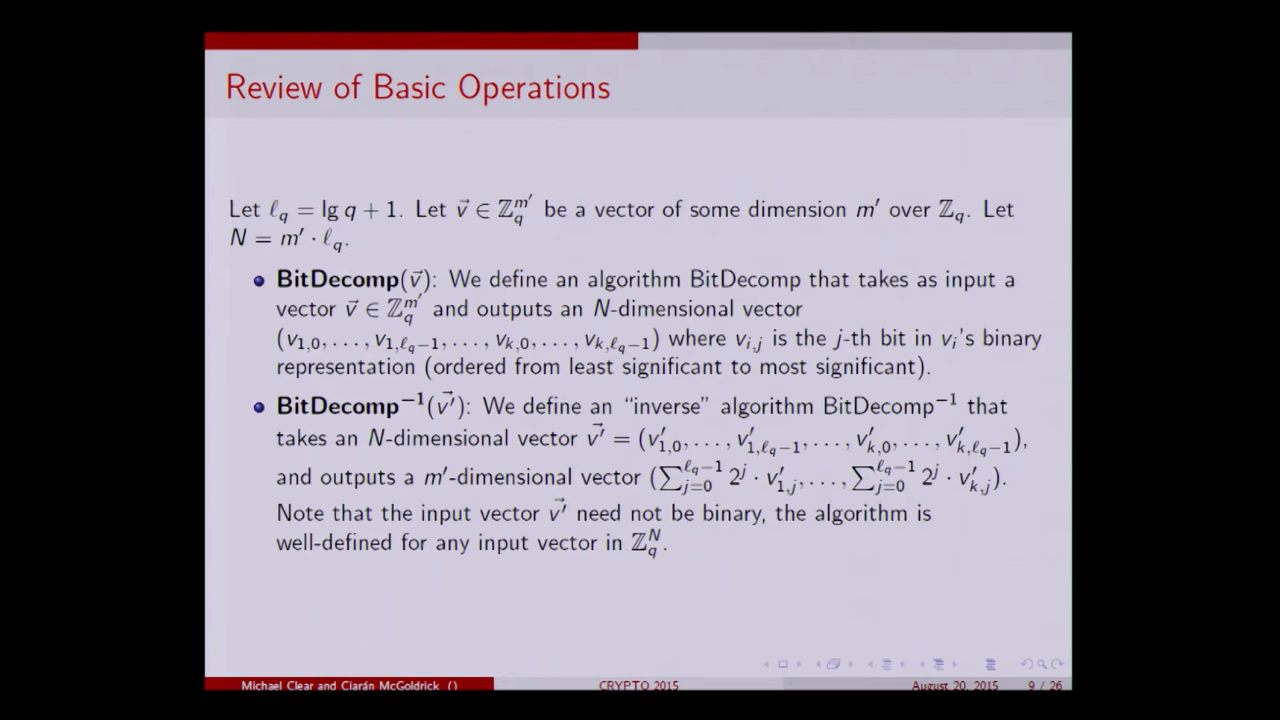 Review of Basic Operations
Let ℓ_q = lg q + 1. Let v⃗ ∈ ℤ_q^{m′} be a vector of some dimension m′ over ℤ_q. Let
N = m′ · ℓ_q.
BitDecomp(v⃗): We define an algorithm BitDecomp that takes as input a
vector v⃗ ∈ ℤ_q^{m′} and outputs an N-dimensional vector
(v_{1,0}, . . . , v_{1,ℓ_q−1}, . . . , v_{k,0}, . . . , v_{k,ℓ_q−1}) where v_{i,j} is the j-th bit in v_i's binary
representation (ordered from least significant to most significant).
BitDecomp^{−1}(v⃗′): We define an “inverse” algorithm BitDecomp^{−1} that
takes an N-dimensional vector v⃗′ = (v′_{1,0}, . . . , v′_{1,ℓ_q−1}, . . . , v′_{k,0}, . . . , v′_{k,ℓ_q−1}),
and outputs a m′-dimensional vector (∑_{j=0}^{ℓ_q−1} 2^j · v′_{1,j}, . . . , ∑_{j=0}^{ℓ_q−1} 2^j · v′_{k,j}).
Note that the input vector v⃗′ need not be binary, the algorithm is
well-defined for any input vector in ℤ_q^N.
Michael Clear and Ciarán McGoldrick () CRYPTO 2015 August 20, 2015 9 / 26